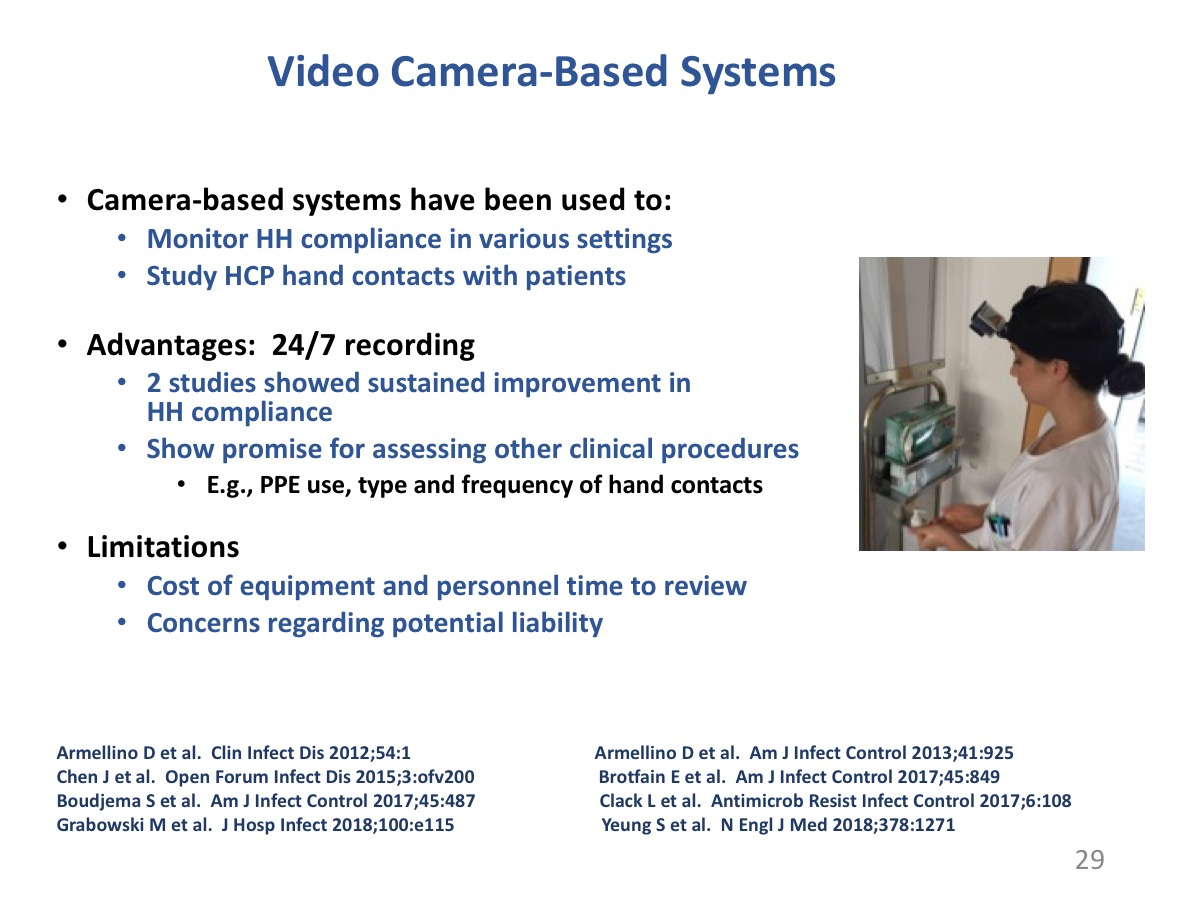 Video Camera-Based Systems
• Camera-based systems have been used to:
• Monitor HH compliance in various settings
• Study HCP hand contacts with patients
• Advantages:  24/7 recording
• 2 studies showed sustained improvement in
HH compliance
• Show promise for assessing other clinical procedures
• E.g., PPE use, type and frequency of hand contacts
• Limitations
• Cost of equipment and personnel time to review
• Concerns regarding potential liability
Armellino D et al.  Clin Infect Dis 2012;54:1
Chen J et al.  Open Forum Infect Dis 2015;3:ofv200
Boudjema S et al.  Am J Infect Control 2017;45:487
Grabowski M et al.  J Hosp Infect 2018;100:e115
Armellino D et al.  Am J Infect Control 2013;41:925
Brotfain E et al.  Am J Infect Control 2017;45:849
Clack L et al.  Antimicrob Resist Infect Control 2017;6:108
Yeung S et al.  N Engl J Med 2018;378:1271
29